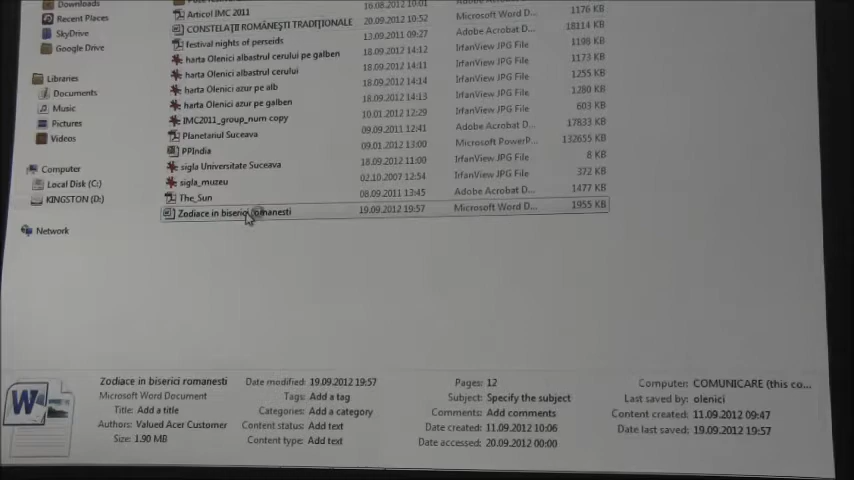 Downloads
Recent Places
SkyDrive
Google Drive
Libraries
Documents
Music
Pictures
Videos
Computer
Local Disk (C:)
KINGSTON (D:)
Network
16.08.2012 10:01 1176 KB
Articol IMC 2011 20.09.2012 10:52 Microsoft Word D... 18114 KB
CONSTELAŢII ROMÂNEŞTI TRADIŢIONALE 13.09.2011 09:27 Adobe Acrobat D... 1198 KB
festival nights of perseids 18.09.2012 14:12 IrfanView JPG File 1173 KB
harta Olenici albastrul cerului pe galben 18.09.2012 14:11 IrfanView JPG File 1255 KB
harta Olenici albastrul cerului 18.09.2012 14:14 IrfanView JPG File 1280 KB
harta Olenici azur pe alb 18.09.2012 14:13 IrfanView JPG File 603 KB
harta Olenici azur pe galben 10.01.2012 12:29 IrfanView JPG File 17833 KB
IMC2011_group_num copy 09.09.2011 12:41 Adobe Acrobat D... 132655 KB
Planetariul Suceava 09.01.2012 13:00 Microsoft PowerP... 8 KB
PPIndia 18.09.2012 11:00 IrfanView JPG File 372 KB
sigla Universitate Suceava 02.10.2007 12:54 IrfanView JPG File 1477 KB
sigla_muzeu 08.09.2011 13:45 Adobe Acrobat D... 1955 KB
The_Sun 19.09.2012 19:57 Microsoft Word D...
Zodiace in biserici romanesti
Zodiace in biserici romanesti Date modified: 19.09.2012 19:57 Pages: 12 Computer: COMUNICARE (this co...
Microsoft Word Document Tags: Add a tag Subject: Specify the subject Last saved by: olenici
Title: Add a title Categories: Add a category Comments: Add comments Content created: 11.09.2012 09:47
Authors: Valued Acer Customer Content status: Add text Date created: 11.09.2012 10:06 Date last saved: 19.09.2012 19:57
Size: 1.90 MB Content type: Add text Date accessed: 20.09.2012 00:00